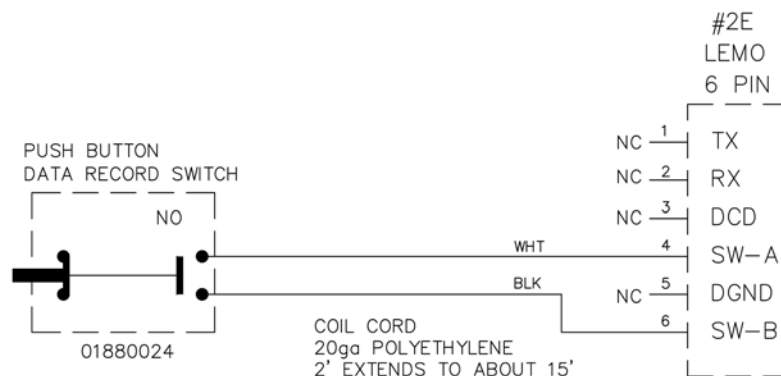 #2E
LEMO
6 PIN
NC 1 TX
NC 2 RX
NC 3 DCD
PUSH BUTTON
DATA RECORD SWITCH
NO
WHT 4 SW-A
BLK
NC 5 DGND
6 SW-B
01880024
COIL CORD
20ga POLYETHYLENE
2' EXTENDS TO ABOUT 15'